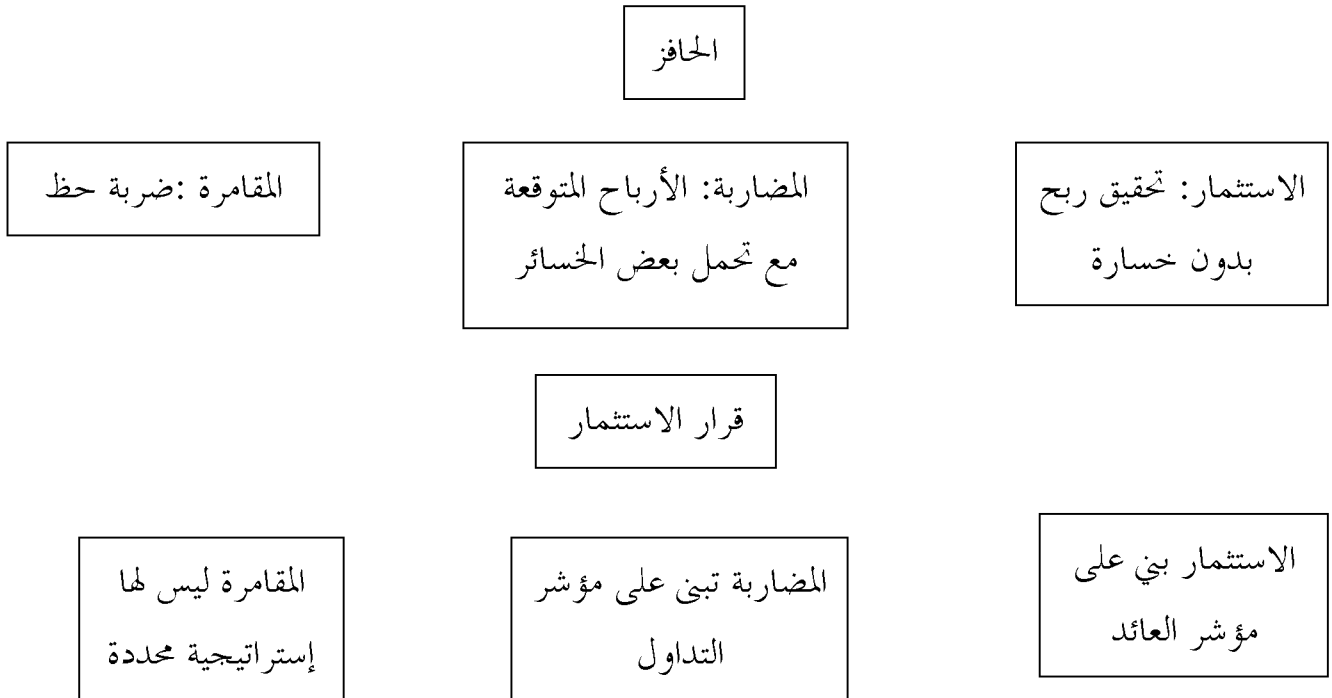 الحافز
الاستثمار: تحقيق ربح
بدون خسارة
المضاربة: الأرباح المتوقعة
مع تحمل بعض الخسائر
المقامرة :ضربة حظ
قرار الاستثمار
الاستثمار بني على
مؤشر العائد
المضاربة تبنى على مؤشر
التداول
المقامرة ليس لها
إستراتيجية محددة